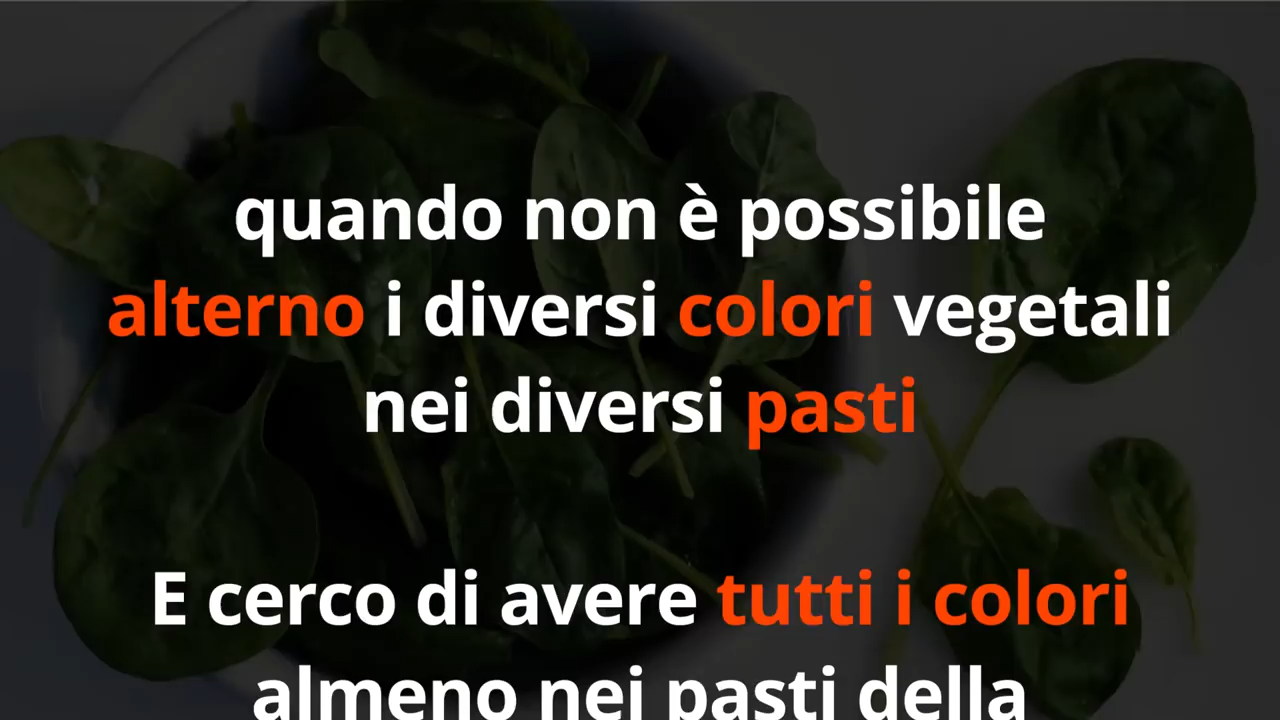 quando non è possibile
alterno i diversi colori vegetali
nei diversi pasti
E cerco di avere tutti i colori
almeno nei pasti della